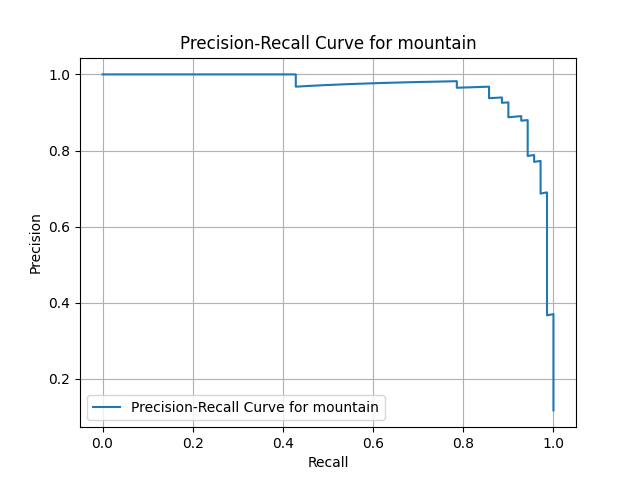 Precision-Recall Curve for mountain
Precision
1.0
0.8
0.6
0.4
0.2
Precision-Recall Curve for mountain
0.0 0.2 0.4 0.6 0.8 1.0
Recall